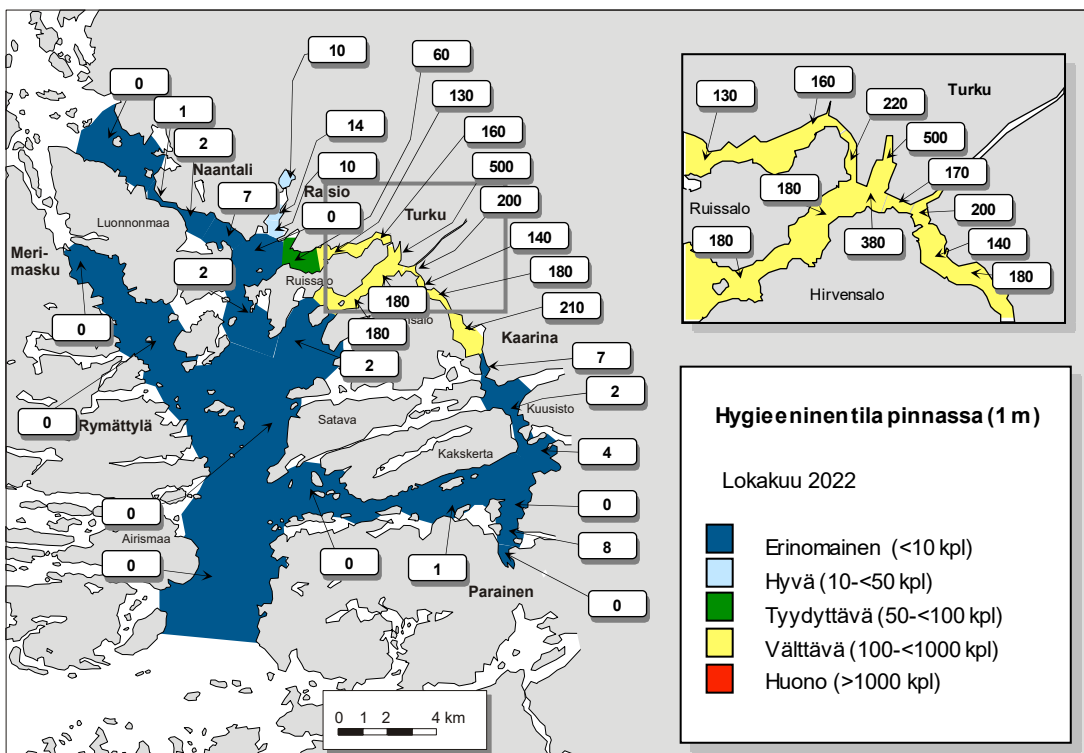 10
60
0
130
1
14
160
2
10
500
Naantali
Raisio
200
7
0
Turku
Luonnonmaa
140
Meri-
masku
180
2
Ruissalo
180
210
0
180
Kaarina
2
7
0
2
Rymättylä
Satava
Kuusisto
Kakskerta
4
0
0
Airismaa
0
0
1
8
Parainen
0
0 1 2 4 km
160
Turku
130
220
500
180
170
Ruissalo
200
180
380
140
180
Hirvensalo
Hygieeninen tila pinnassa (1 m)
Lokakuu 2022
Erinomainen (<10 kpl)
Hyvä (10-<50 kpl)
Tyydyttävä (50-<100 kpl)
Välttävä (100-<1000 kpl)
Huono (>1000 kpl)